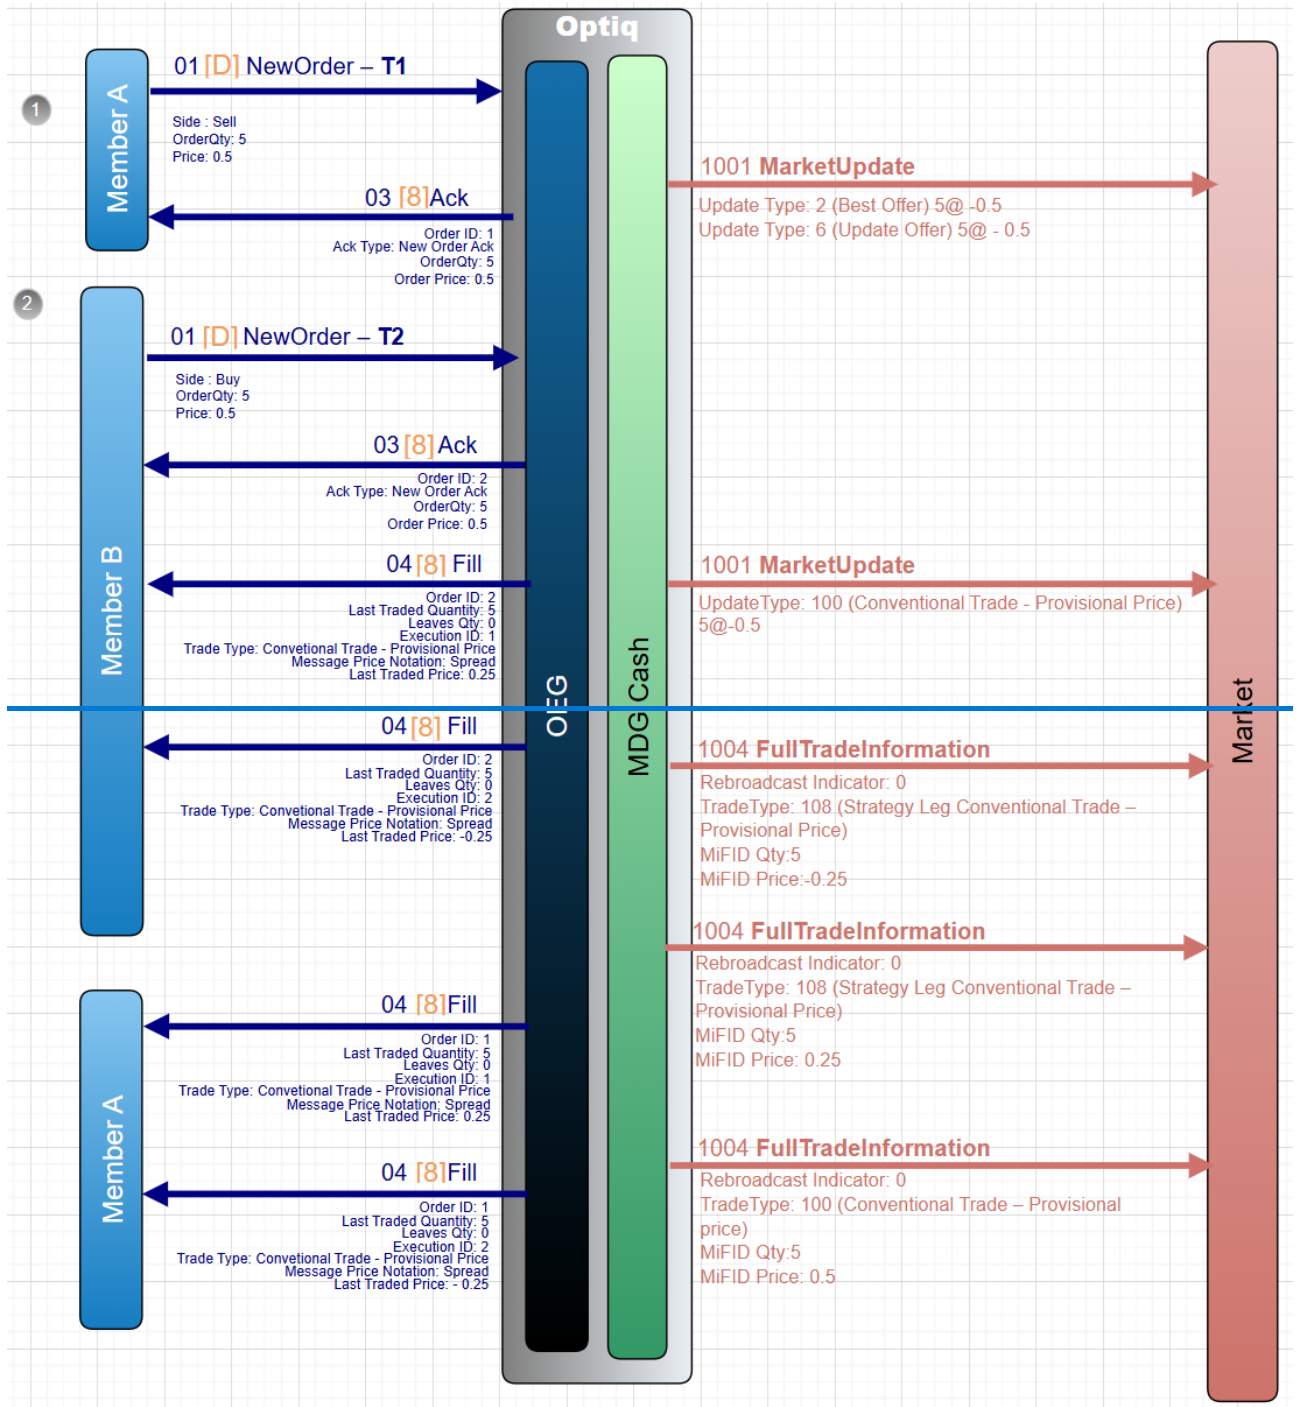 Optiq
1
Member A
01 [D] NewOrder – T1
Side : Sell
OrderQty: 5
Price: 0.5
03 [8] Ack
Order ID: 1
Ack Type: New Order Ack
OrderQty: 5
Order Price: 0.5
1001 MarketUpdate
Update Type: 2 (Best Offer) 5@ -0.5
Update Type: 6 (Update Offer) 5@ - 0.5
2
Member B
01 [D] NewOrder – T2
Side : Buy
OrderQty: 5
Price: 0.5
03 [8] Ack
Order ID: 2
Ack Type: New Order Ack
OrderQty: 5
Order Price: 0.5
04 [8] Fill
Order ID: 2
Last Traded Quantity: 5
Leaves Qty: 0
Execution ID: 1
Trade Type: Convetional Trade - Provisional Price
Message Price Notation: Spread
Last Traded Price: 0.25
1001 MarketUpdate
UpdateType: 100 (Conventional Trade - Provisional Price)
5@-0.5
OEG
MDG Cash
Market
04 [8] Fill
Order ID: 2
Last Traded Quantity: 5
Leaves Qty: 0
Execution ID: 2
Trade Type: Convetional Trade - Provisional Price
Message Price Notation: Spread
Last Traded Price: -0.25
1004 FullTradeInformation
Rebroadcast Indicator: 0
TradeType: 108 (Strategy Leg Conventional Trade –
Provisional Price)
MiFID Qty:5
MiFID Price:-0.25
1004 FullTradeInformation
Rebroadcast Indicator: 0
TradeType: 108 (Strategy Leg Conventional Trade –
Provisional Price)
MiFID Qty:5
MiFID Price: 0.25
Member A
04 [8] Fill
Order ID: 1
Last Traded Quantity: 5
Leaves Qty: 0
Execution ID: 1
Trade Type: Convetional Trade - Provisional Price
Message Price Notation: Spread
Last Traded Price: 0.25
04 [8] Fill
Order ID: 1
Last Traded Quantity: 5
Leaves Qty: 0
Execution ID: 2
Trade Type: Convetional Trade - Provisional Price
Message Price Notation: Spread
Last Traded Price: - 0.25
1004 FullTradeInformation
Rebroadcast Indicator: 0
TradeType: 100 (Conventional Trade – Provisional
price)
MiFID Qty:5
MiFID Price: 0.5